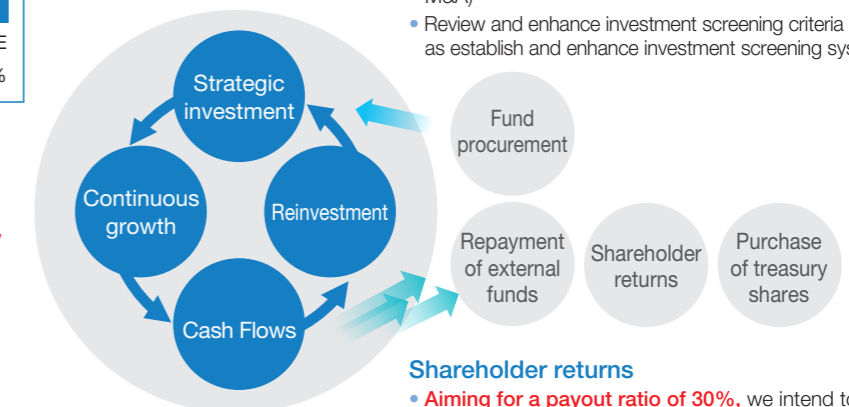 M&A)
• Review and enhance investment screening criteria
as establish and enhance investment screening sys
E
%
Strategic
investment
Fund
procurement
Continuous
growth
Reinvestment
Repayment
of external
funds
Shareholder
returns
Purchase
of treasury
shares
Cash Flows
Shareholder returns
• Aiming for a payout ratio of 30%, we intend to